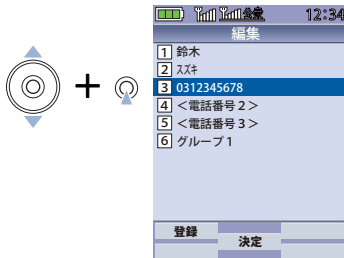 12:34
編集
1 鈴木
2 ｽｽﾞｷ
3 0312345678
4 ＜電話番号２＞
5 ＜電話番号３＞
6 グループ１
登録
決定